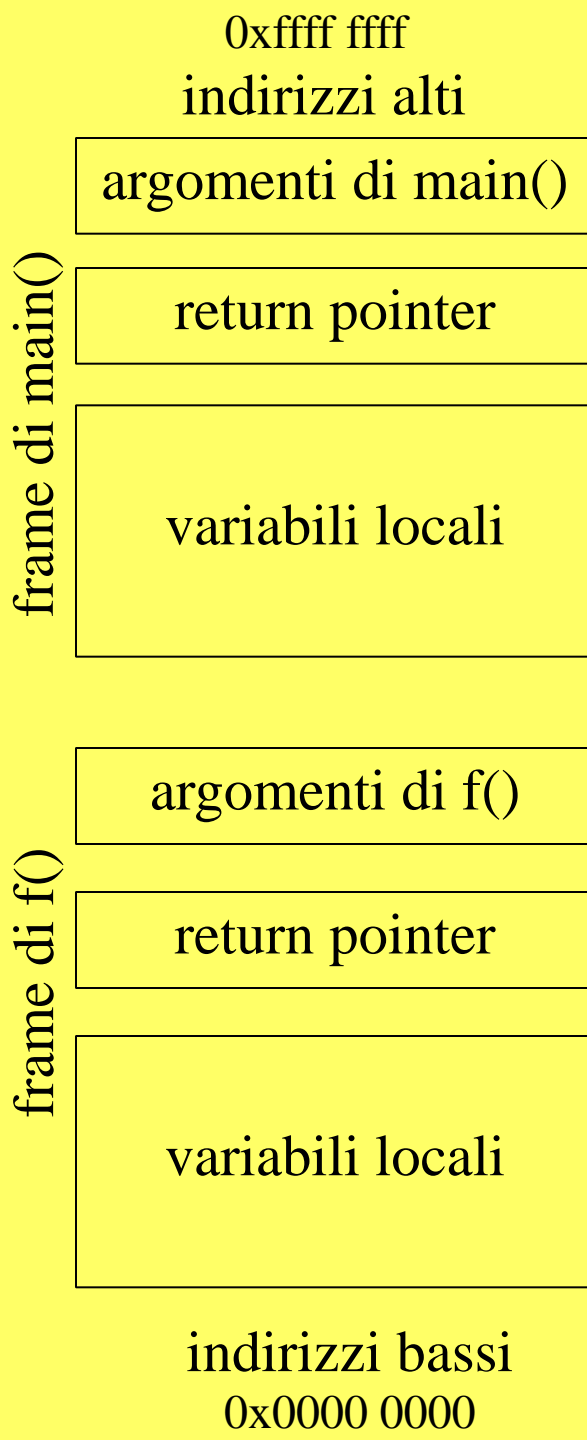 0xffff ffff
indirizzi alti
frame di main()
argomenti di main()
return pointer
variabili locali
frame di f()
argomenti di f()
return pointer
variabili locali
indirizzi bassi
0x0000 0000